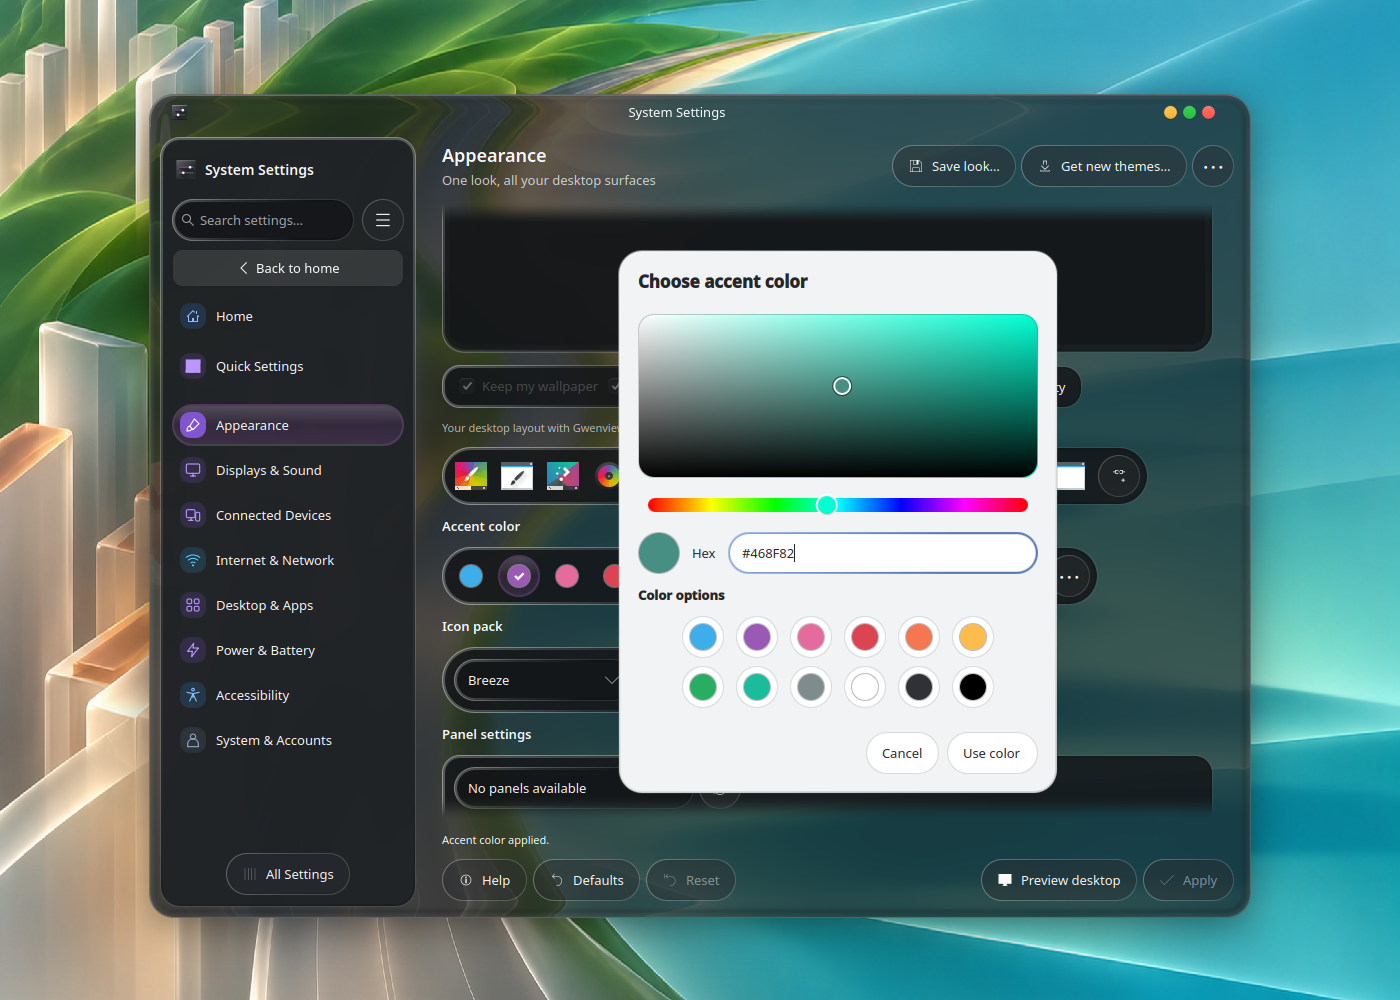 System Settings
System Settings
Search settings...
Back to home
Home
Quick Settings
Appearance
Displays & Sound
Connected Devices
Internet & Network
Desktop & Apps
Power & Battery
Accessibility
System & Accounts
All Settings
Appearance
One look, all your desktop surfaces
Save look...
Get new themes...
Keep my wallpaper
Your desktop layout with Gwenview
Accent color
Icon pack
Breeze
Panel settings
No panels available
Accent color applied.
Help
Defaults
Reset
Preview desktop
Apply
Choose accent color
Hex
#468F82
Color options
Cancel
Use color